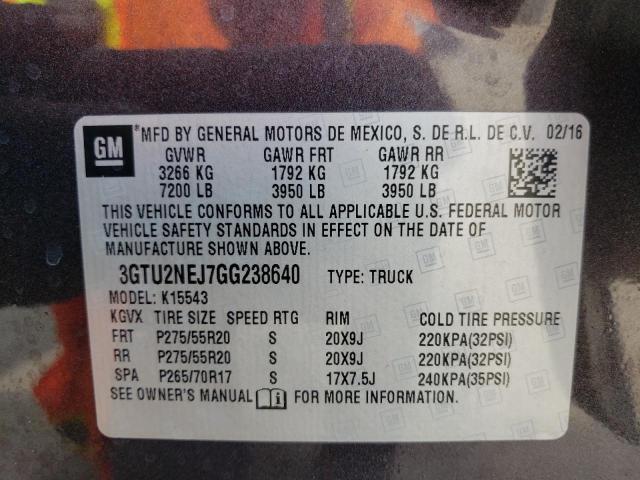 GM
*MFD BY GENERAL MOTORS DE MEXICO, S. DE R.L. DE C.V. 02/16
GVWR GAWR FRT GAWR RR
3266 KG 1792 KG 1792 KG
7200 LB 3950 LB 3950 LB
THIS VEHICLE CONFORMS TO ALL APPLICABLE U.S. FEDERAL MOTOR
VEHICLE SAFETY STANDARDS IN EFFECT ON THE DATE OF
MANUFACTURE SHOWN ABOVE.
3GTU2NEJ7GG238640 TYPE: TRUCK
MODEL: K15543
KGVX TIRE SIZE SPEED RTG RIM COLD TIRE PRESSURE
FRT P275/55R20 S 20X9J 220KPA(32PSI)
RR P275/55R20 S 20X9J 220KPA(32PSI)
SPA P265/70R17 S 17X7.5J 240KPA(35PSI)
SEE OWNER'S MANUAL FOR MORE INFORMATION.